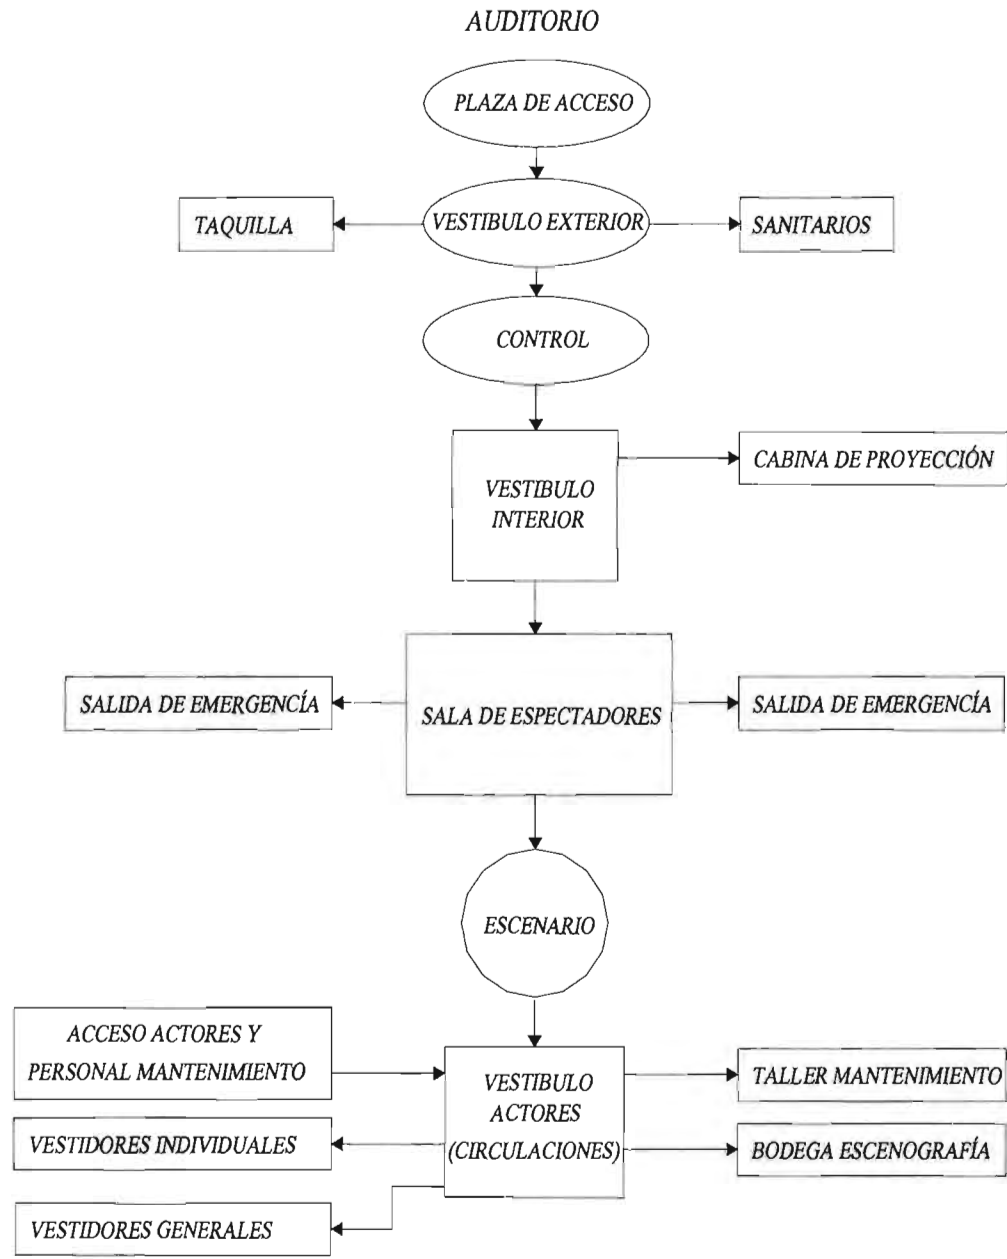 AUDITORIO
PLAZA DE ACCESO
TAQUILLA
VESTIBULO EXTERIOR
SANITARIOS
CONTROL
VESTIBULO
INTERIOR
CABINA DE PROYECCIÓN
SALIDA DE EMERGENCÍA
SALA DE ESPECTADORES
SALIDA DE EMERGENCÍA
ESCENARIO
ACCESO ACTORES Y
PERSONAL MANTENIMIENTO
VESTIBULO
ACTORES
(CIRCULACIONES)
TALLER MANTENIMIENTO
VESTIDORES INDIVIDUALES
BODEGA ESCENOGRAFÍA
VESTIDORES GENERALES